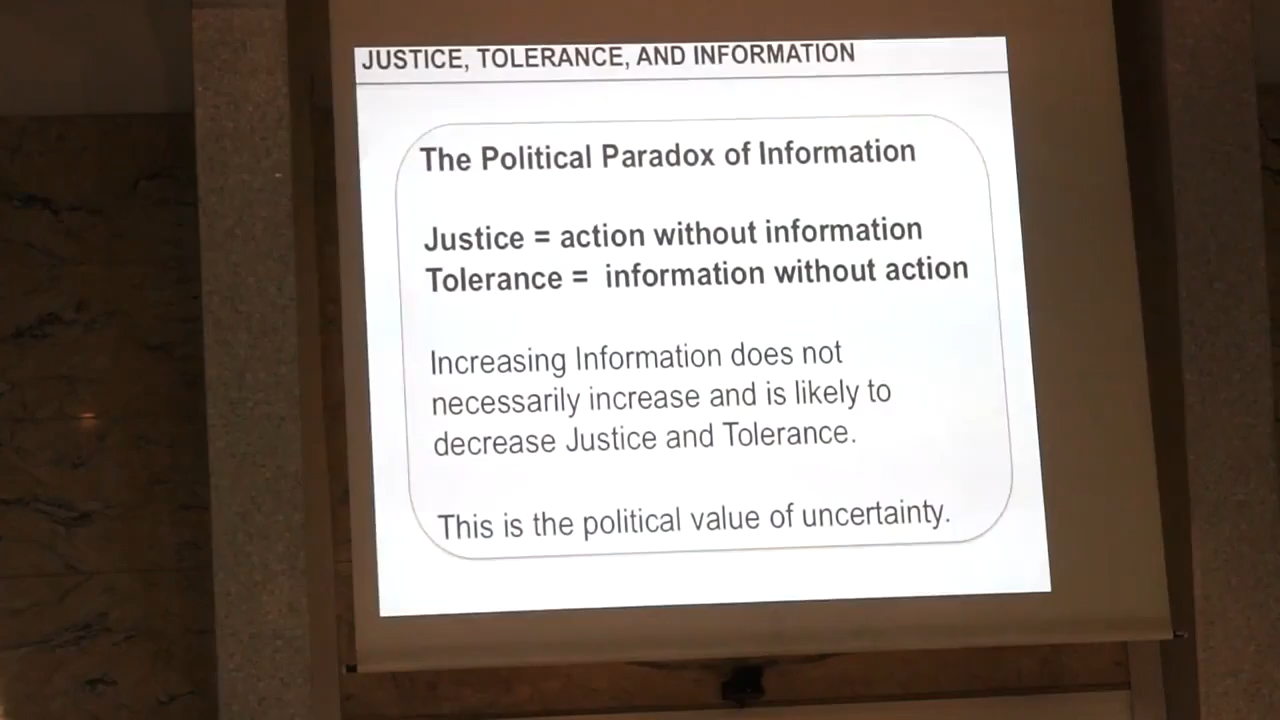 JUSTICE, TOLERANCE, AND INFORMATION
The Political Paradox of Information
Justice = action without information
Tolerance = information without action
Increasing Information does not
necessarily increase and is likely to
decrease Justice and Tolerance.
This is the political value of uncertainty.